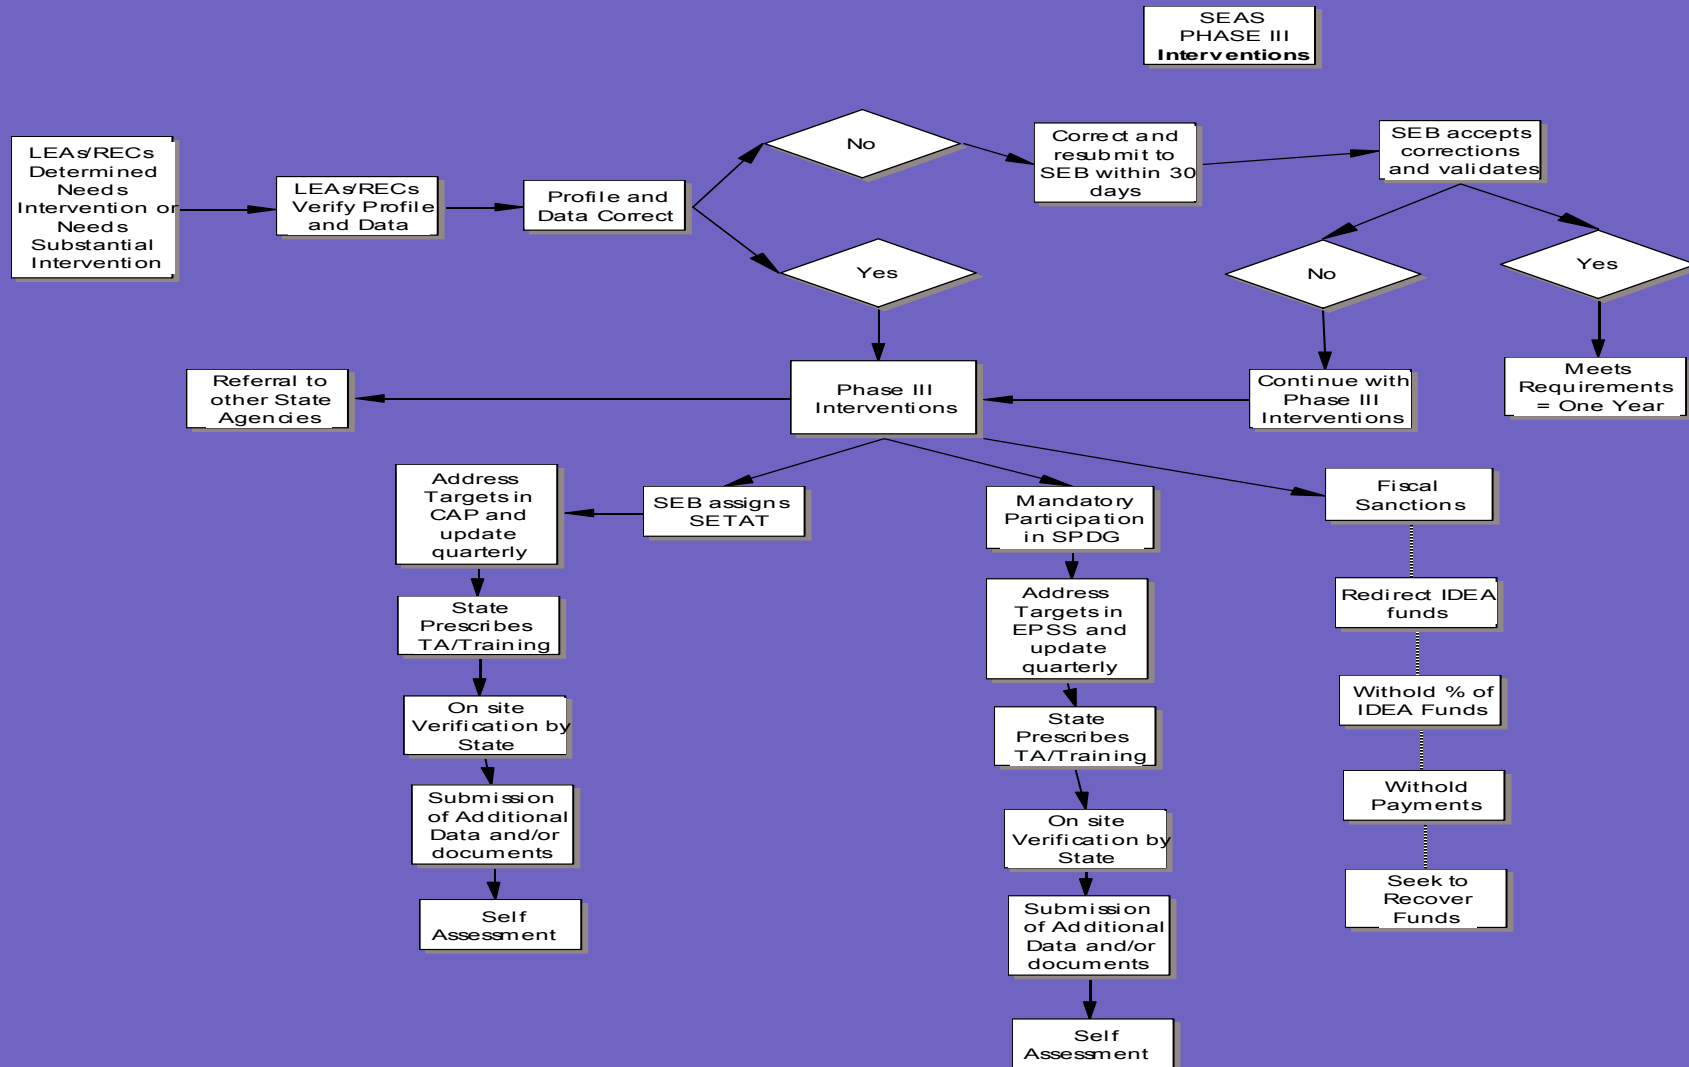 SEAS
PHASE III
Interventions
LEAs/RECs
Determined
Needs
Intervention or
Needs
Substantial
Intervention
LEAs/RECs
Verify Profile
and Data
Profile and
Data Correct
No
Yes
Correct and
resubmit to
SEB within 30
days
SEB accepts
corrections
and validates
No
Yes
Meets
Requirements
= One Year
Continue with
Phase III
Interventions
Phase III
Interventions
Referral to
other State
Agencies
SEB assigns
SETAT
Address
Targets in
CAP and
update
quarterly
State
Prescribes
TA/Training
On site
Verification by
State
Submission
of Additional
Data and/or
documents
Self
Assessment
Mandatory
Participation
in SPDG
Address
Targets in
EPSS and
update
quarterly
State
Prescribes
TA/Training
On site
Verification by
State
Submission
of Additional
Data and/or
documents
Self
Assessment
Fiscal
Sanctions
Redirect IDEA
funds
Withold % of
IDEA Funds
Withold
Payments
Seek to
Recover
Funds